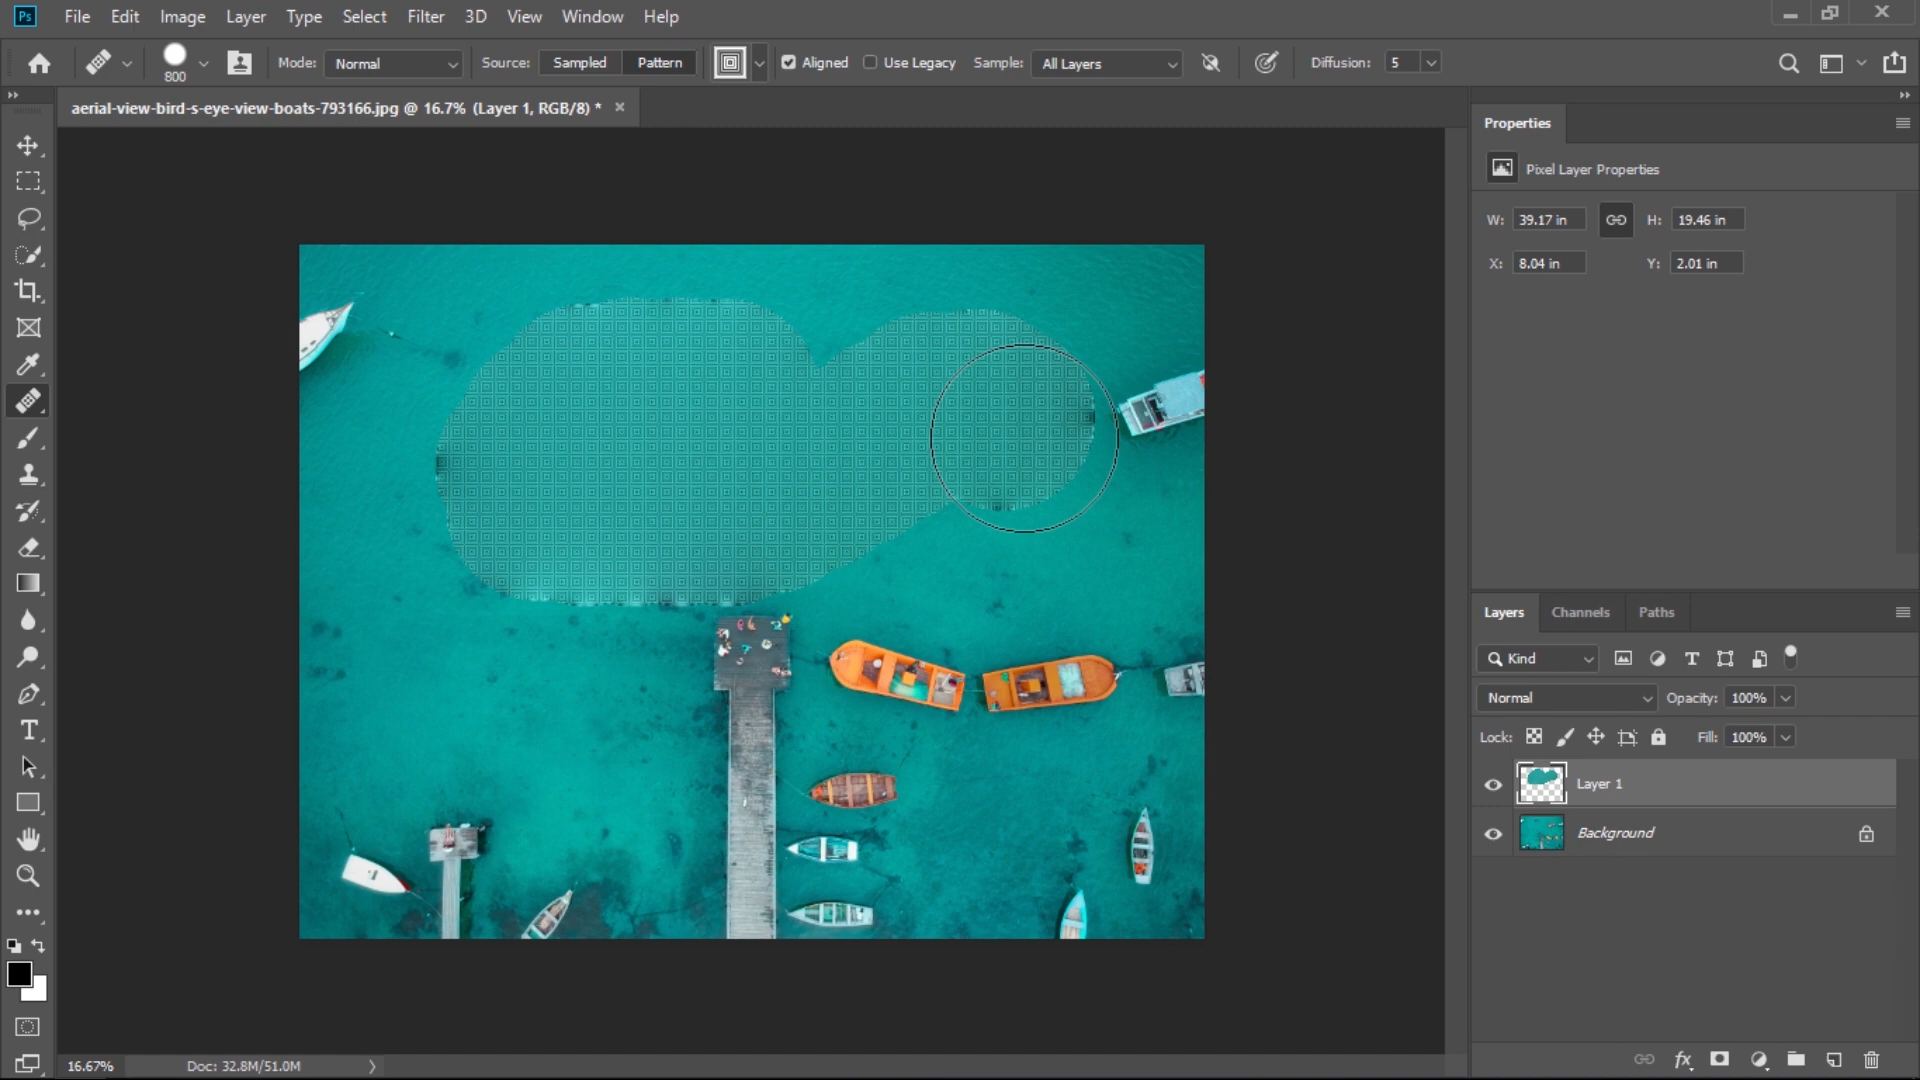 Ps File Edit Image Layer Type Select Filter 3D View Window Help
800 Mode: Normal Source: Sampled Pattern Aligned Use Legacy Sample: All Layers Diffusion: 5
aerial-view-bird-s-eye-view-boats-793166.jpg @ 16.7% (Layer 1, RGB/8) *
Properties
Pixel Layer Properties
W: 39.17 in H: 19.46 in
X: 8.04 in Y: 2.01 in
Layers Channels Paths
Kind
Normal Opacity: 100%
Lock: Fill: 100%
Layer 1
Background
16.67% Doc: 32.8M/51.0M